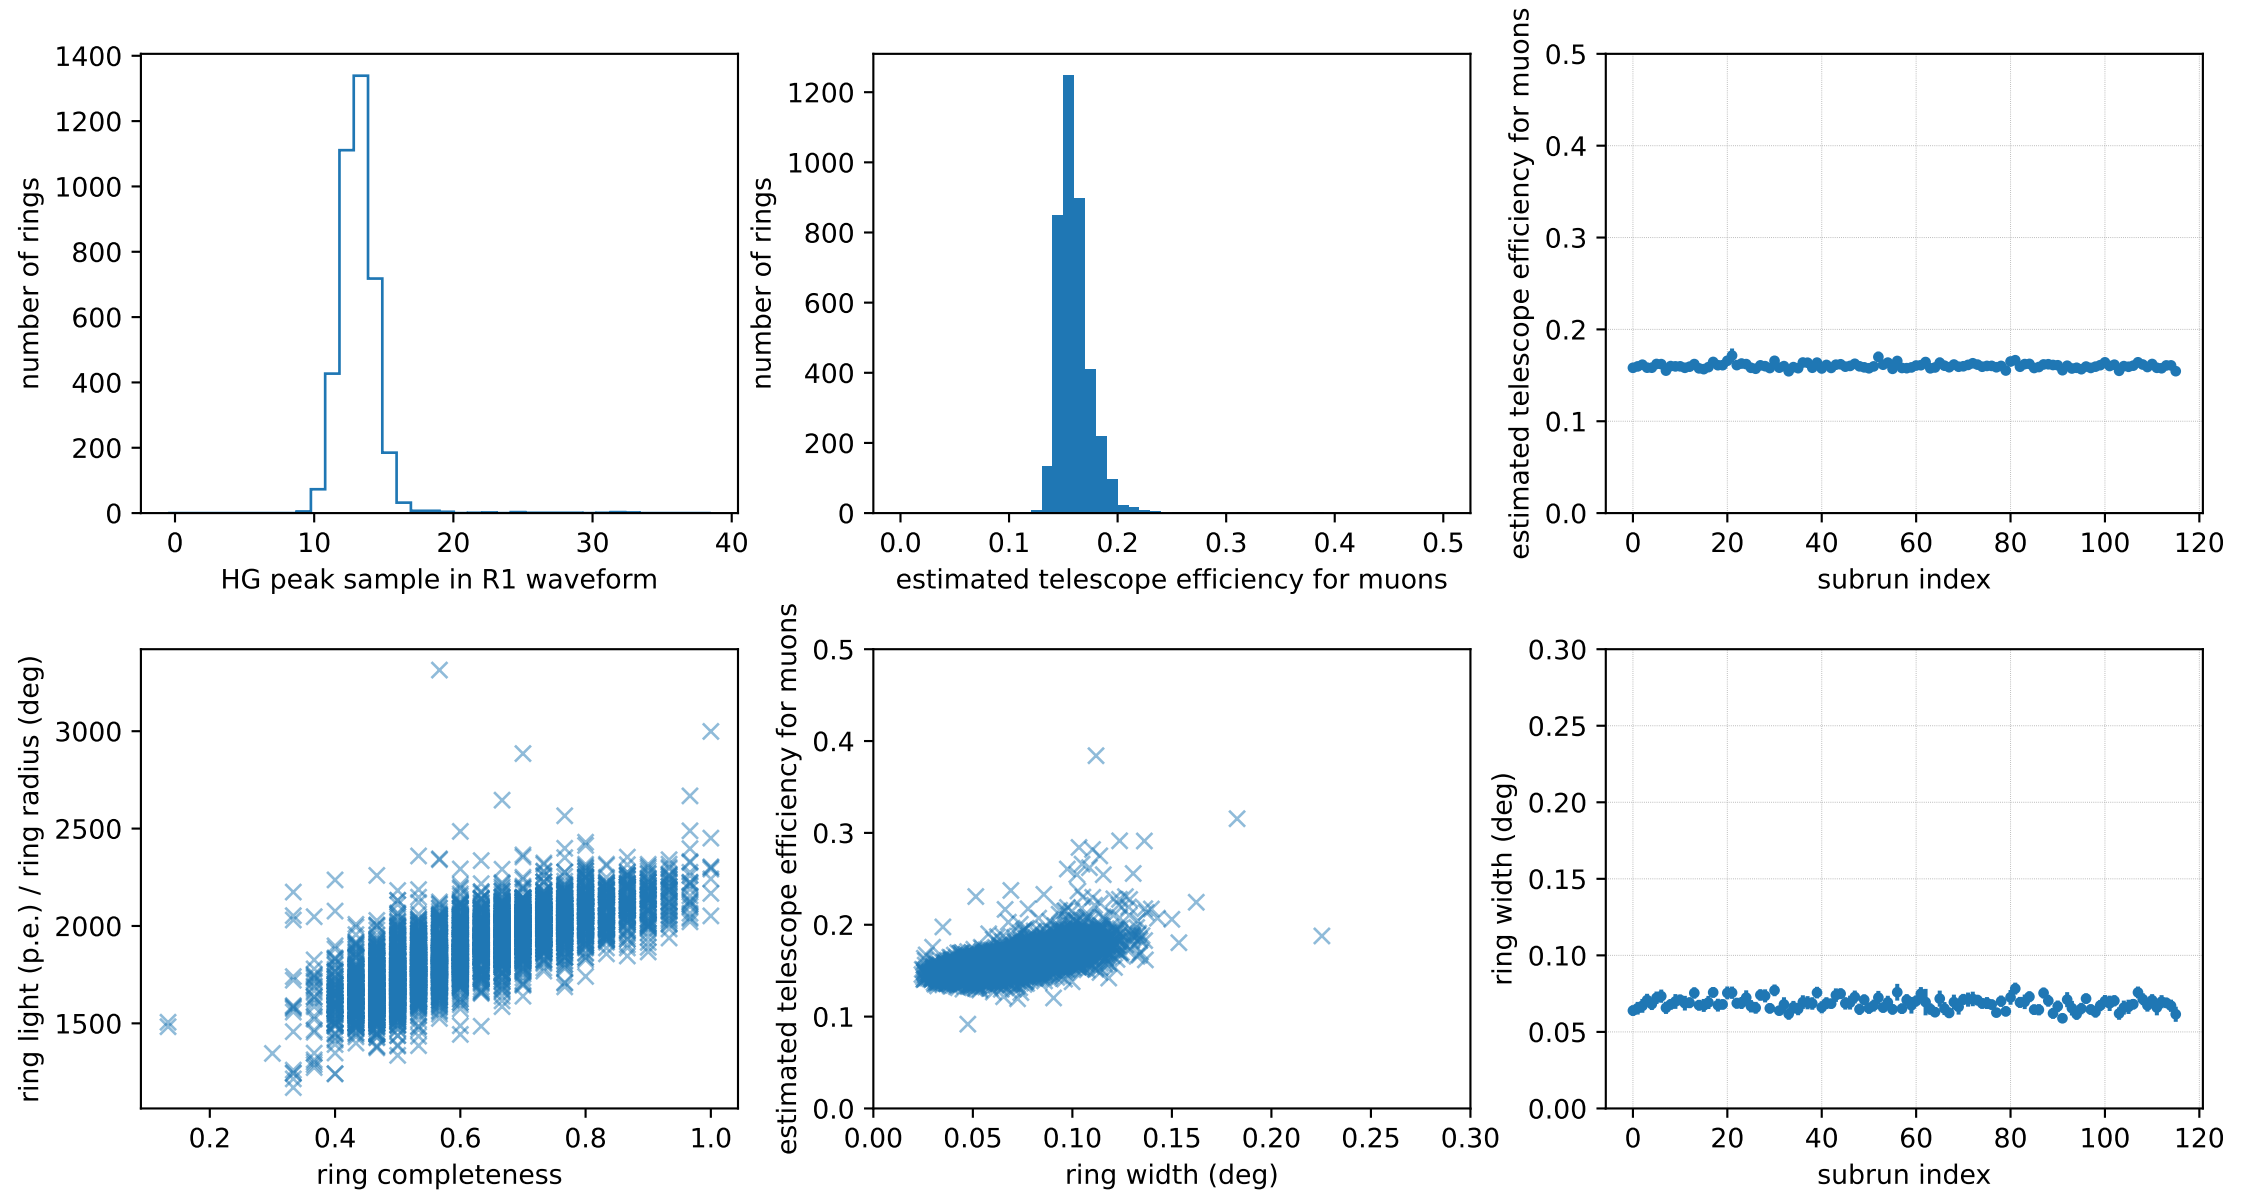 number of rings
1400
1200
1000
800
600
400
200
0
0 10 20 30 40
HG peak sample in R1 waveform
number of rings
1200
1000
800
600
400
200
0
0.0 0.1 0.2 0.3 0.4 0.5
estimated telescope efficiency for muons
estimated telescope efficiency for muons
0.5
0.4
0.3
0.2
0.1
0.0
0 20 40 60 80 100 120
subrun index
ring light (p.e.) / ring radius (deg)
3000
2500
2000
1500
0.2 0.4 0.6 0.8 1.0
ring completeness
estimated telescope efficiency for muons
0.5
0.4
0.3
0.2
0.1
0.0
0.00 0.05 0.10 0.15 0.20 0.25 0.30
ring width (deg)
ring width (deg)
0.30
0.25
0.20
0.15
0.10
0.05
0.00
0 20 40 60 80 100 120
subrun index